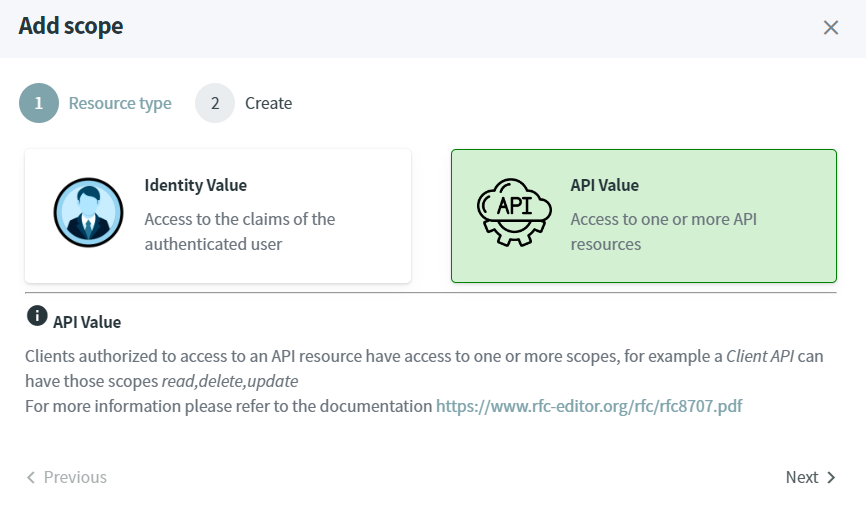 Add scope
1 Resource type 2 Create
Identity Value
Access to the claims of the
authenticated user
API
API Value
Access to one or more API
resources
API Value
Clients authorized to access to an API resource have access to one or more scopes, for example a Client API can
have those scopes read,delete,update
For more information please refer to the documentation https://www.rfc-editor.org/rfc/rfc8707.pdf
Previous
Next